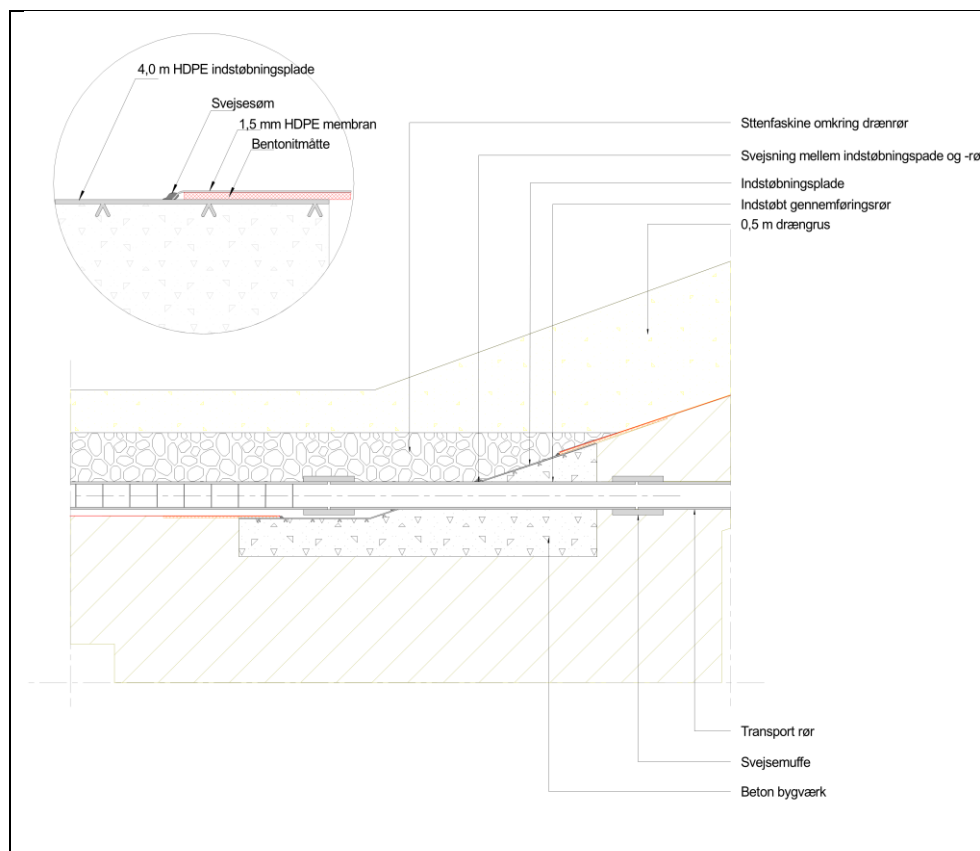 4,0 m HDPE indstøbningsplade
Svejsesøm
1,5 mm HDPE membran
Bentonitmåtte
Sttenfaskine omkring drænrør
Svejsning mellem indstøbningspade og -rø
Indstøbningsplade
Indstøbt gennemføringsrør
0,5 m drængrus
Transport rør
Svejsemuffe
Beton bygværk